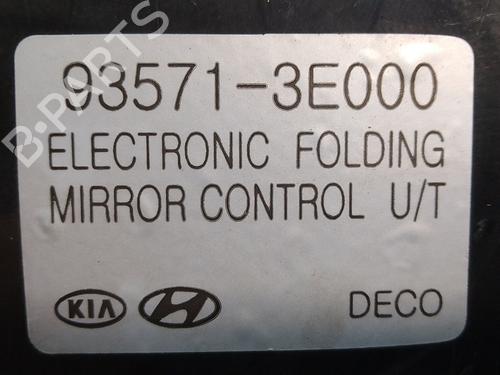 93571-3E000
ELECTRONIC FOLDING
MIRROR CONTROL U/T
KIA
DECO
B-PARTS